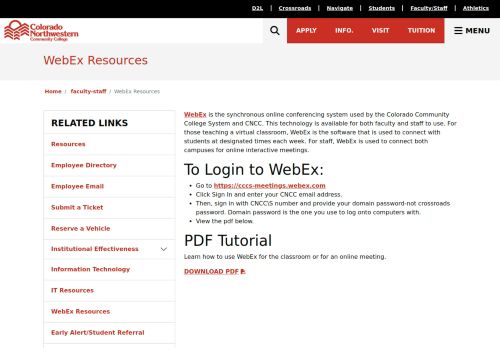 D2L | Crossroads | Navigate | Students | Faculty/Staff | Athletics
Colorado
Northwestern
Community College
APPLY INFO. VISIT TUITION MENU
WebEx Resources
Home / faculty-staff / WebEx Resources
RELATED LINKS
Resources
Employee Directory
Employee Email
Submit a Ticket
Reserve a Vehicle
Institutional Effectiveness
Information Technology
IT Resources
WebEx Resources
Early Alert/Student Referral
WebEx is the synchronous online conferencing system used by the Colorado Community
College System and CNCC. This technology is available for both faculty and staff to use. For
those teaching a virtual classroom, WebEx is the software that is used to connect with
students at designated times each week. For staff, WebEx is used to connect both
campuses for online interactive meetings.
To Login to WebEx:
• Go to https://cccs-meetings.webex.com
• Click Sign In and enter your CNCC email address.
• Then, sign in with CNCC\S number and provide your domain password-not crossroads
password. Domain password is the one you use to log onto computers with.
• View the pdf below.
PDF Tutorial
Learn how to use WebEx for the classroom or for an online meeting.
DOWNLOAD PDF